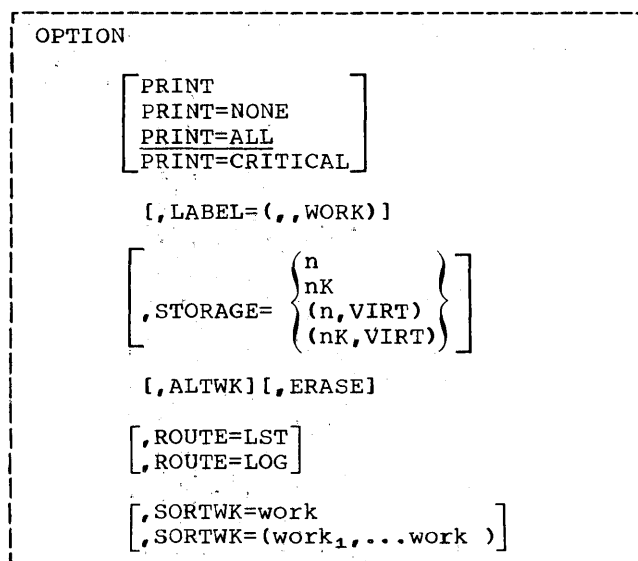 OPTION
PRINT
PRINT=NONE
PRINT=ALL
PRINT=CRITICAL
[,LABEL=(,,WORK)]
,STORAGE= n
nK
(n,VIRT)
(nK,VIRT)
[,ALTWK][,ERASE]
,ROUTE=LST
,ROUTE=LOG
,SORTWK=work
,SORTWK=(work₁,...work )